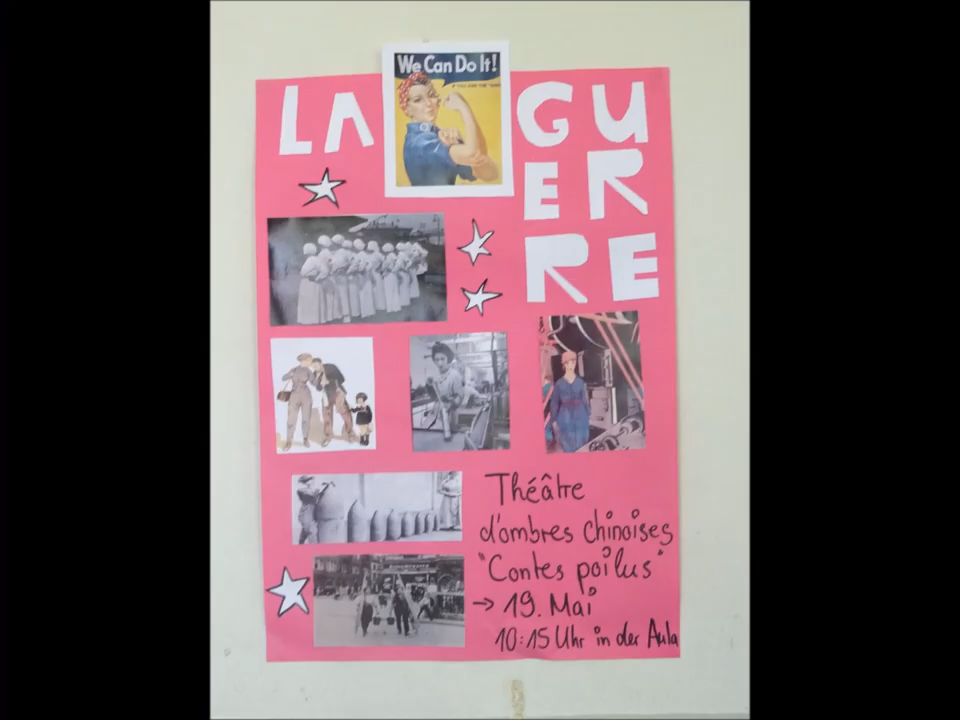 We Can Do It!
LA GU
ER
RE
Théâtre
d'ombres chinoises
"Contes poilus"
→ 19. Mai
10:15 Uhr in der Aula